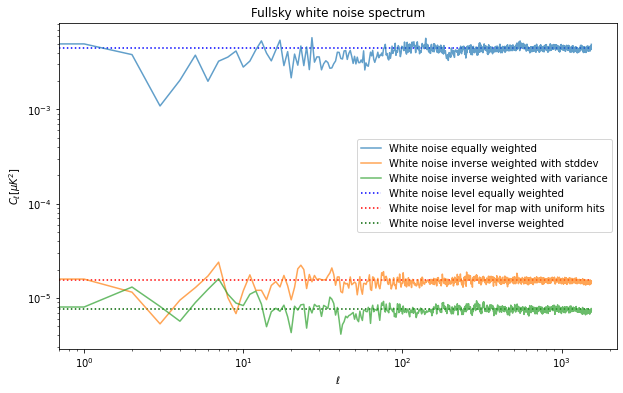 Fullsky white noise spectrum
C_ℓ[μK²]
10⁻³
10⁻⁴
10⁻⁵
White noise equally weighted
White noise inverse weighted with stddev
White noise inverse weighted with variance
White noise level equally weighted
White noise level for map with uniform hits
White noise level inverse weighted
10⁰ 10¹ 10² 10³
ℓ